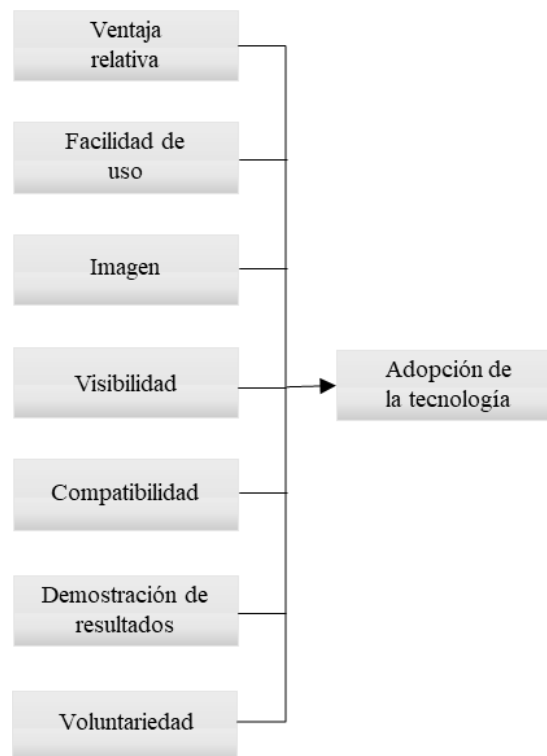 Ventaja
relativa
Facilidad de
uso
Imagen
Visibilidad
Adopción de
la tecnología
Compatibilidad
Demostración de
resultados
Voluntariedad